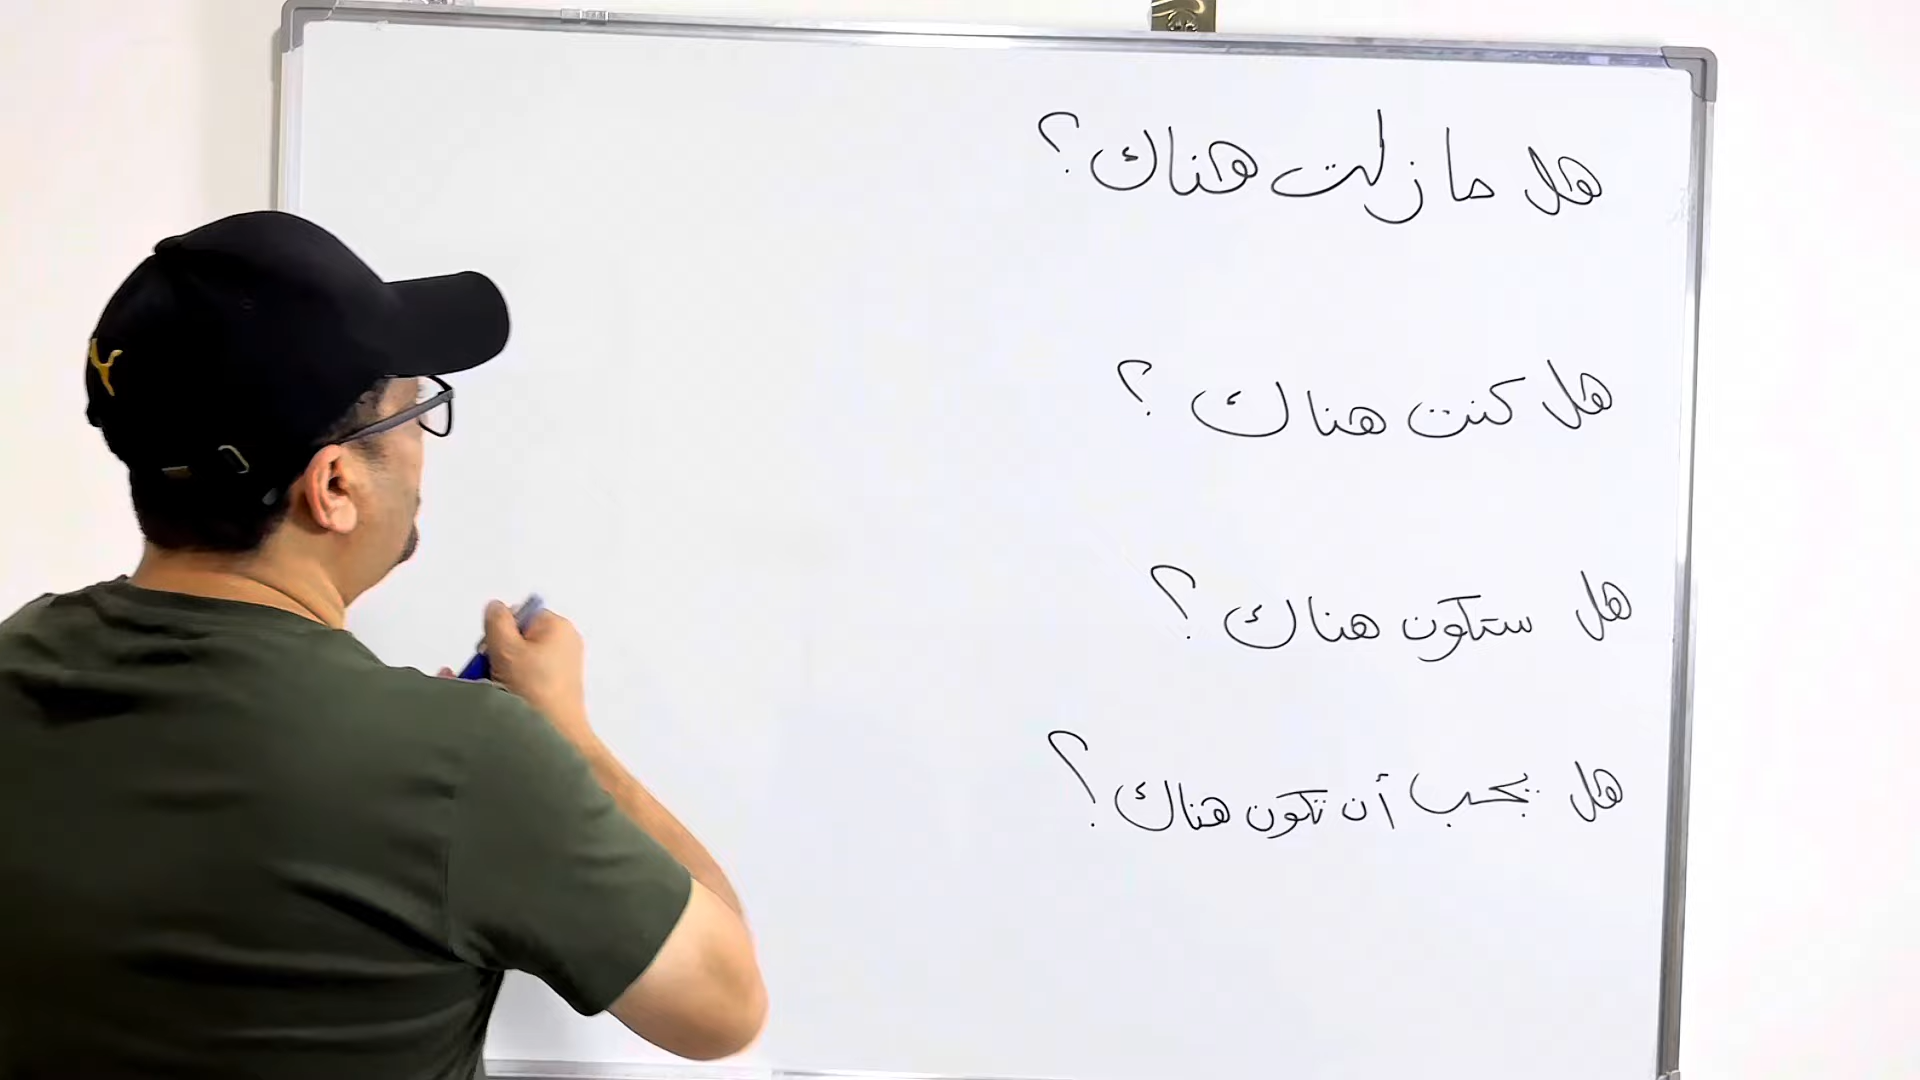 هل ما زلت هناك؟
هل كنت هناك ؟
هل ستكون هناك ؟
هل يجب أن تكون هناك؟